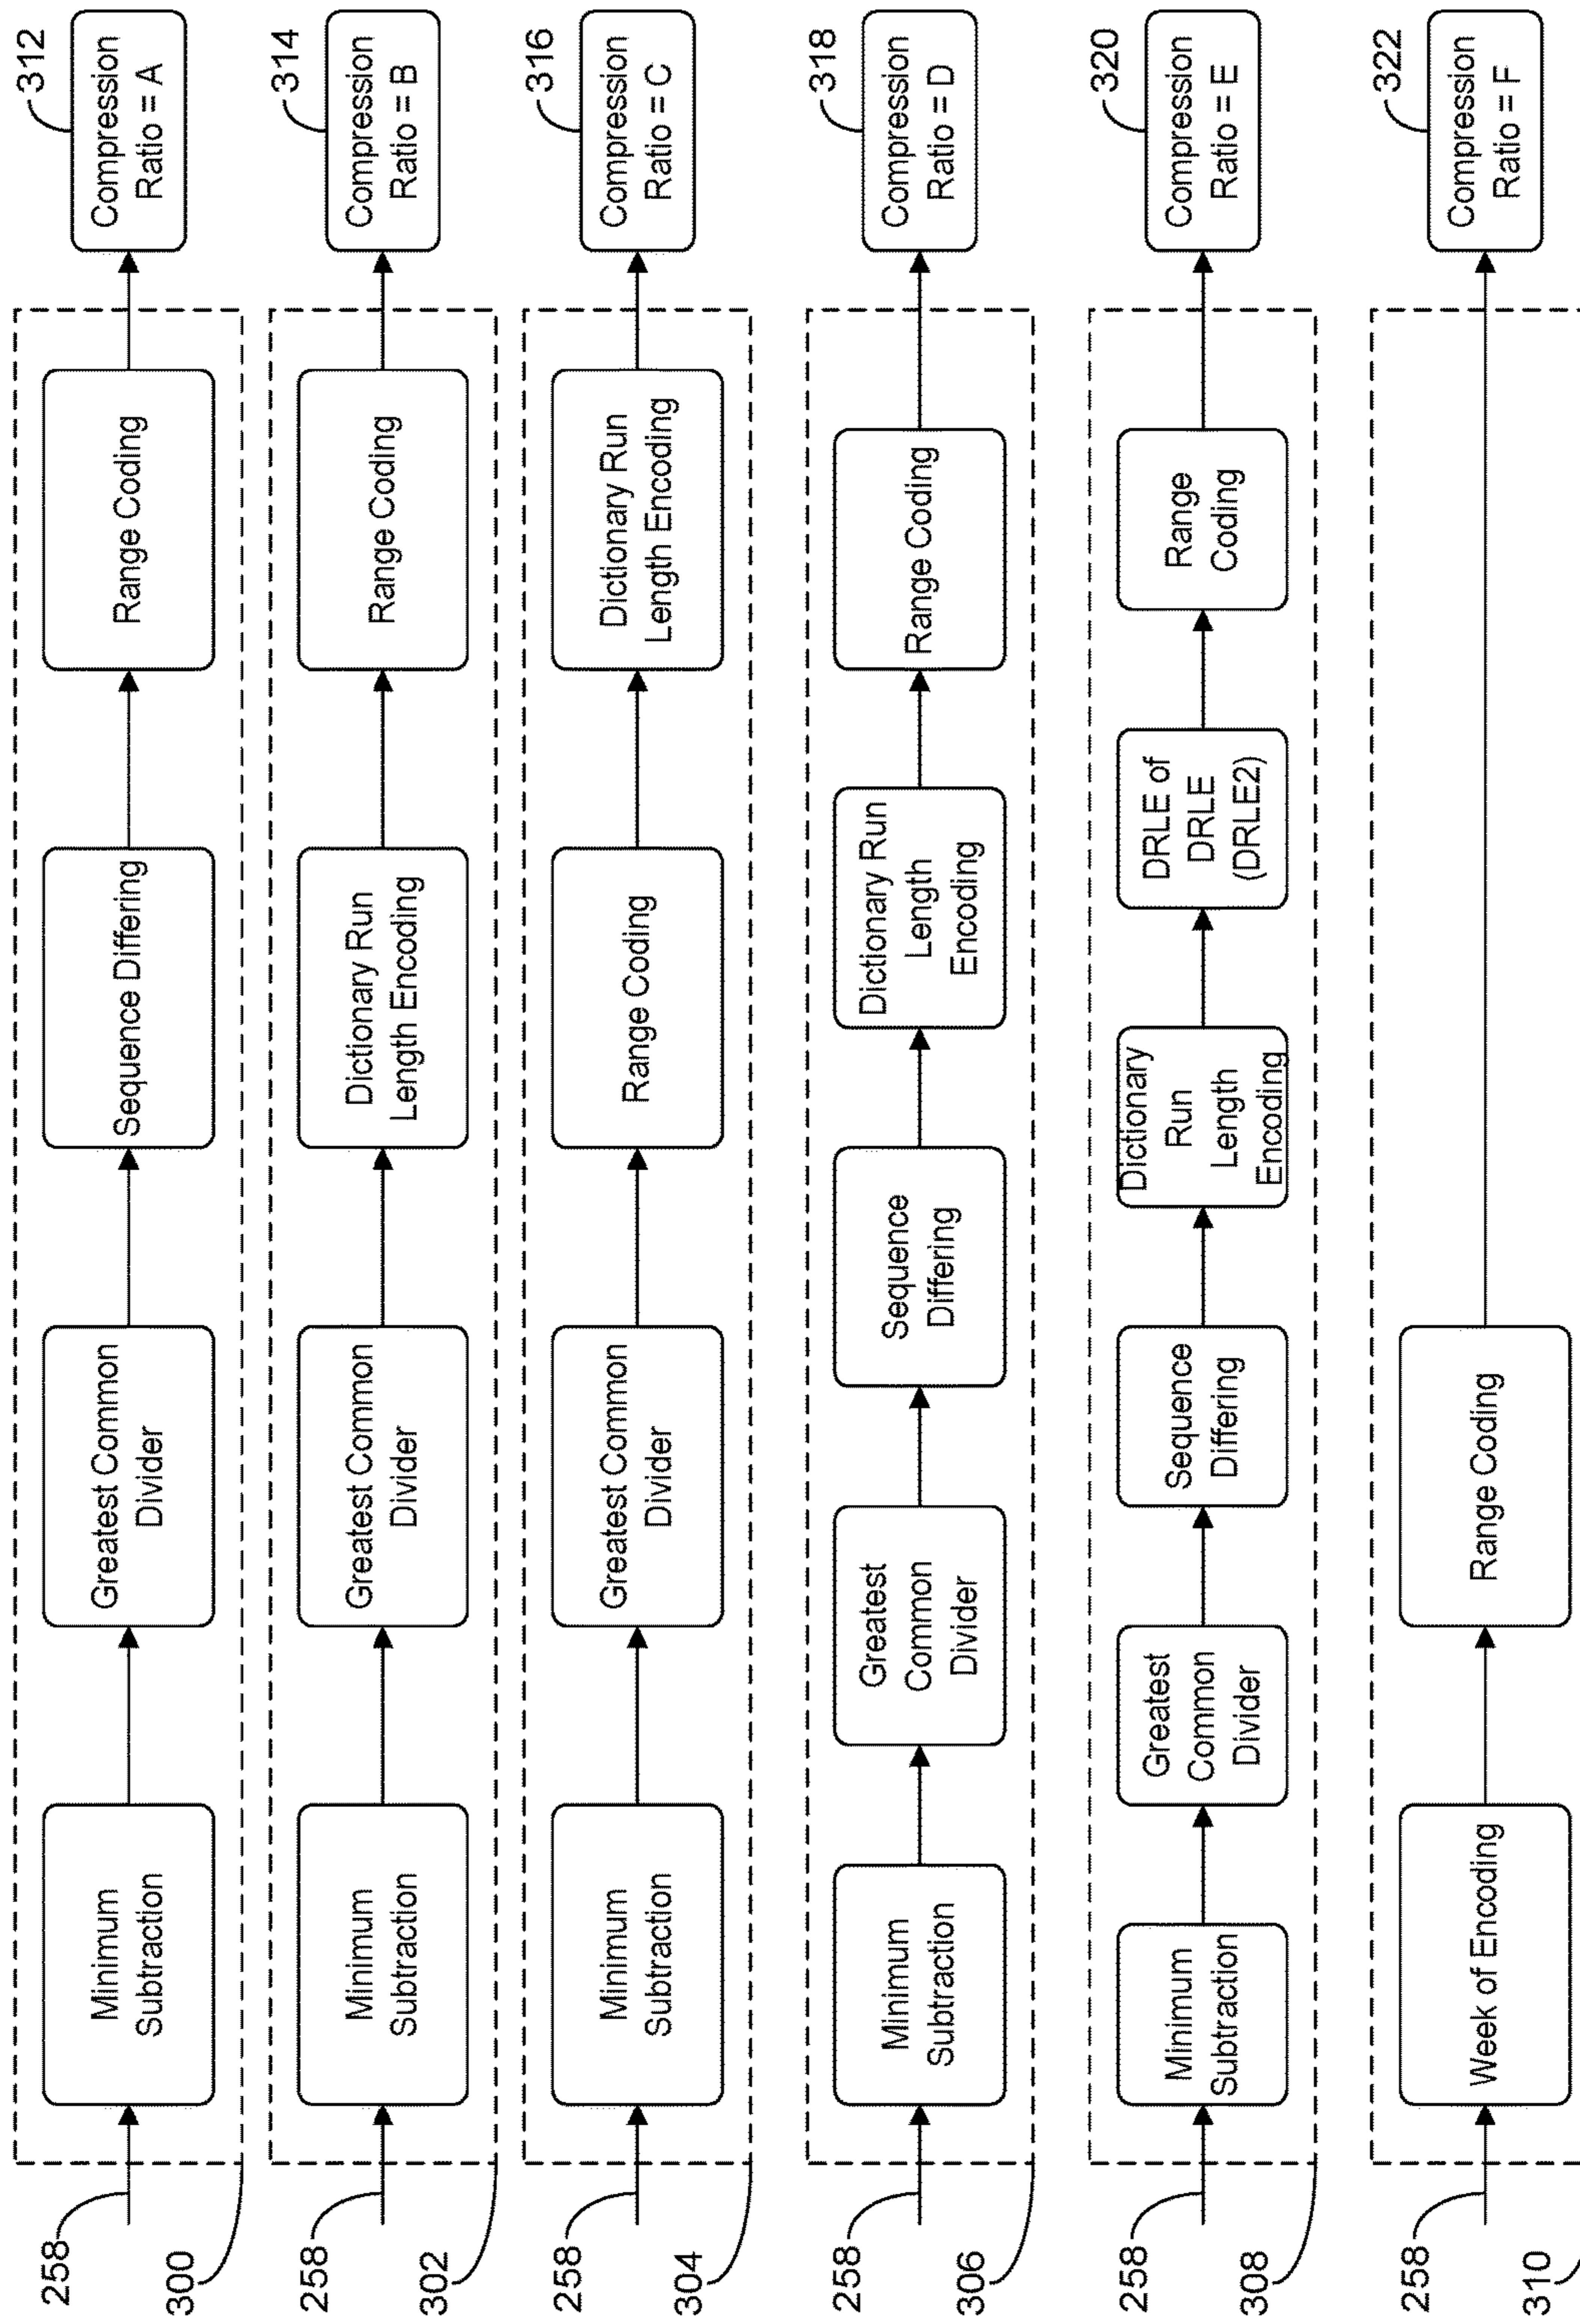 258
300
Minimum
Subtraction
Greatest Common
Divider
Sequence Differing
Range Coding
Compression
Ratio = A
312
258
302
Minimum
Subtraction
Greatest Common
Divider
Dictionary Run
Length Encoding
Range Coding
Compression
Ratio = B
314
258
304
Minimum
Subtraction
Greatest Common
Divider
Range Coding
Dictionary Run
Length Encoding
Compression
Ratio = C
316
258
306
Minimum
Subtraction
Greatest
Common
Divider
Sequence
Differing
Dictionary Run
Length
Encoding
Range Coding
Compression
Ratio = D
318
258
308
Minimum
Subtraction
Greatest
Common
Divider
Sequence
Differing
Dictionary
Run
Length
Encoding
DRLE of
DRLE
(DRLE2)
Range
Coding
Compression
Ratio = E
320
258
310
Week of Encoding
Range Coding
Compression
Ratio = F
322